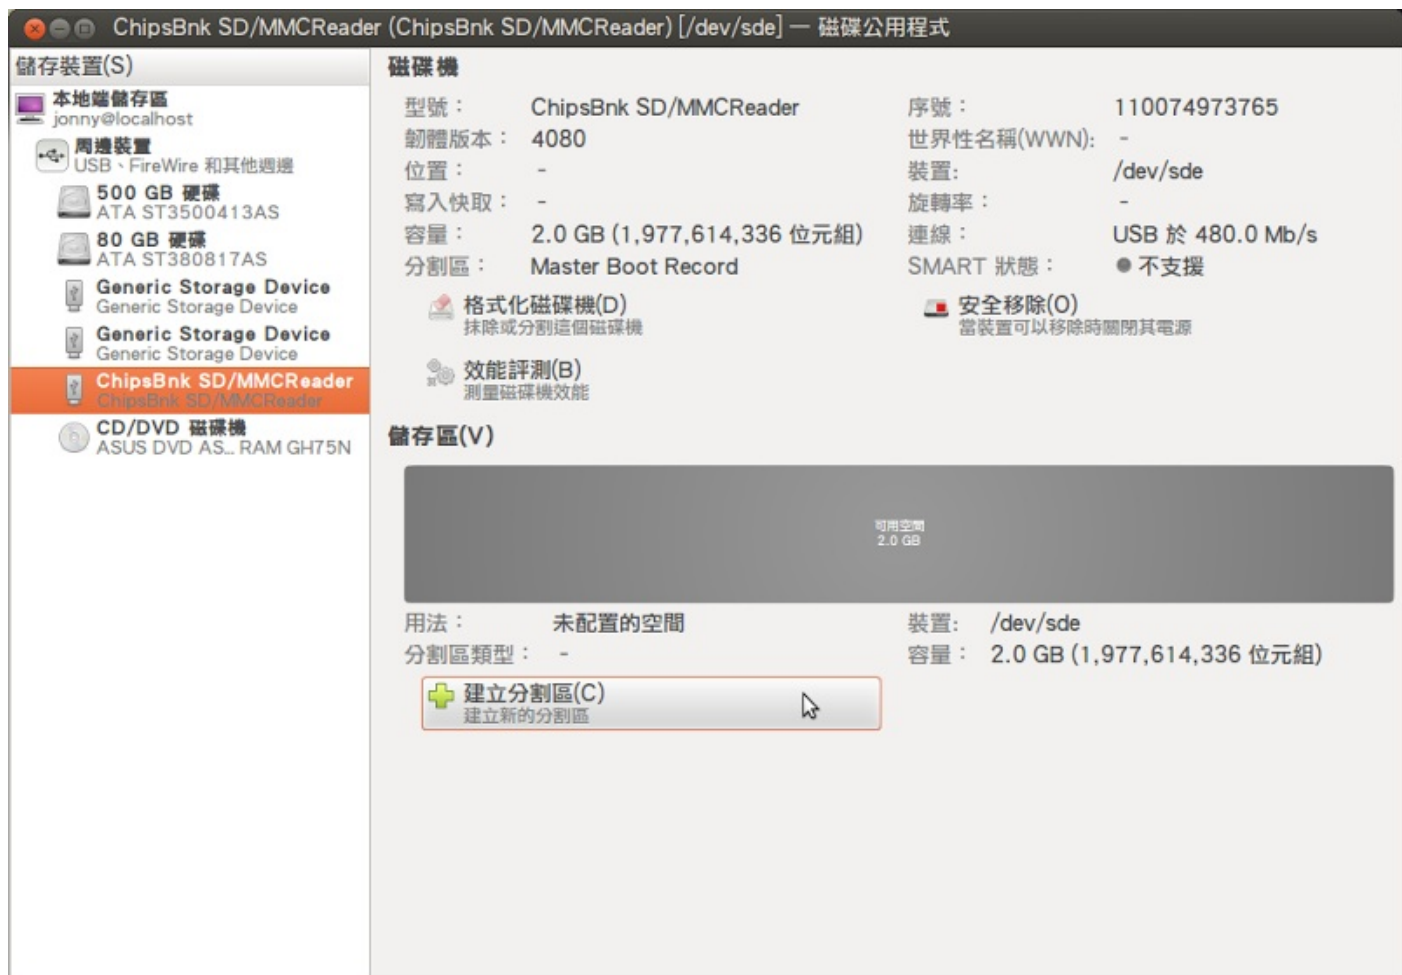 ChipsBnk SD/MMCReader (ChipsBnk SD/MMCReader) [/dev/sde] — 磁碟公用程式
儲存裝置(S)
本地端儲存區
jonny@localhost
周邊裝置
USB、FireWire 和其他週邊
500 GB 硬碟
ATA ST3500413AS
80 GB 硬碟
ATA ST380817AS
Generic Storage Device
Generic Storage Device
Generic Storage Device
Generic Storage Device
ChipsBnk SD/MMCReader
ChipsBnk SD/MMCReader
CD/DVD 磁碟機
ASUS DVD AS... RAM GH75N
磁碟機
型號： ChipsBnk SD/MMCReader 序號： 110074973765
韌體版本： 4080 世界性名稱(WWN): -
位置： - 裝置: /dev/sde
寫入快取： - 旋轉率： -
容量： 2.0 GB (1,977,614,336 位元組) 連線： USB 於 480.0 Mb/s
分割區： Master Boot Record SMART 狀態： 不支援
格式化磁碟機(D) 安全移除(O)
抹除或分割這個磁碟機 當裝置可以移除時關閉其電源
效能評測(B)
測量磁碟機效能
儲存區(V)
可用空間
2.0 GB
用法： 未配置的空間 裝置: /dev/sde
分割區類型： - 容量： 2.0 GB (1,977,614,336 位元組)
建立分割區(C)
建立新的分割區